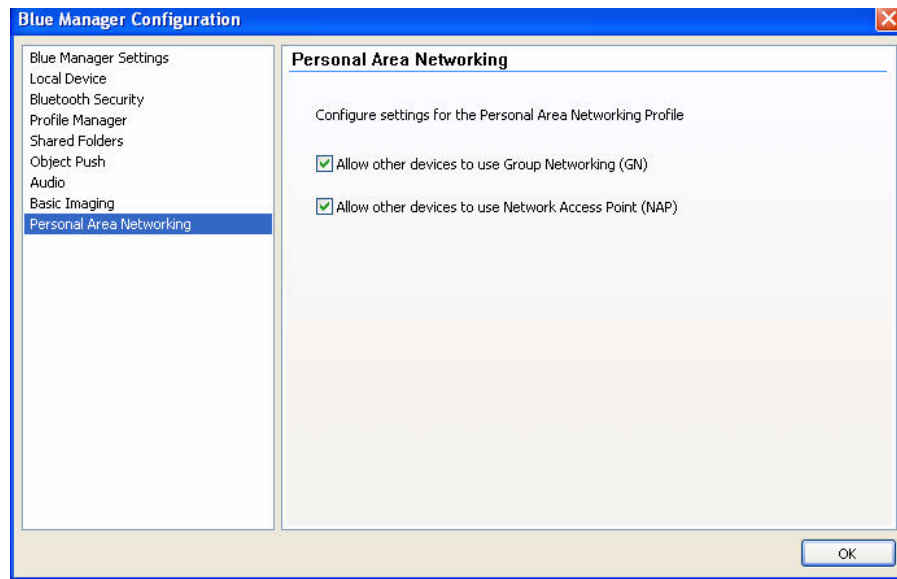 Blue Manager Configuration
Blue Manager Settings
Local Device
Bluetooth Security
Profile Manager
Shared Folders
Object Push
Audio
Basic Imaging
Personal Area Networking
Personal Area Networking
Configure settings for the Personal Area Networking Profile
Allow other devices to use Group Networking (GN)
Allow other devices to use Network Access Point (NAP)
OK